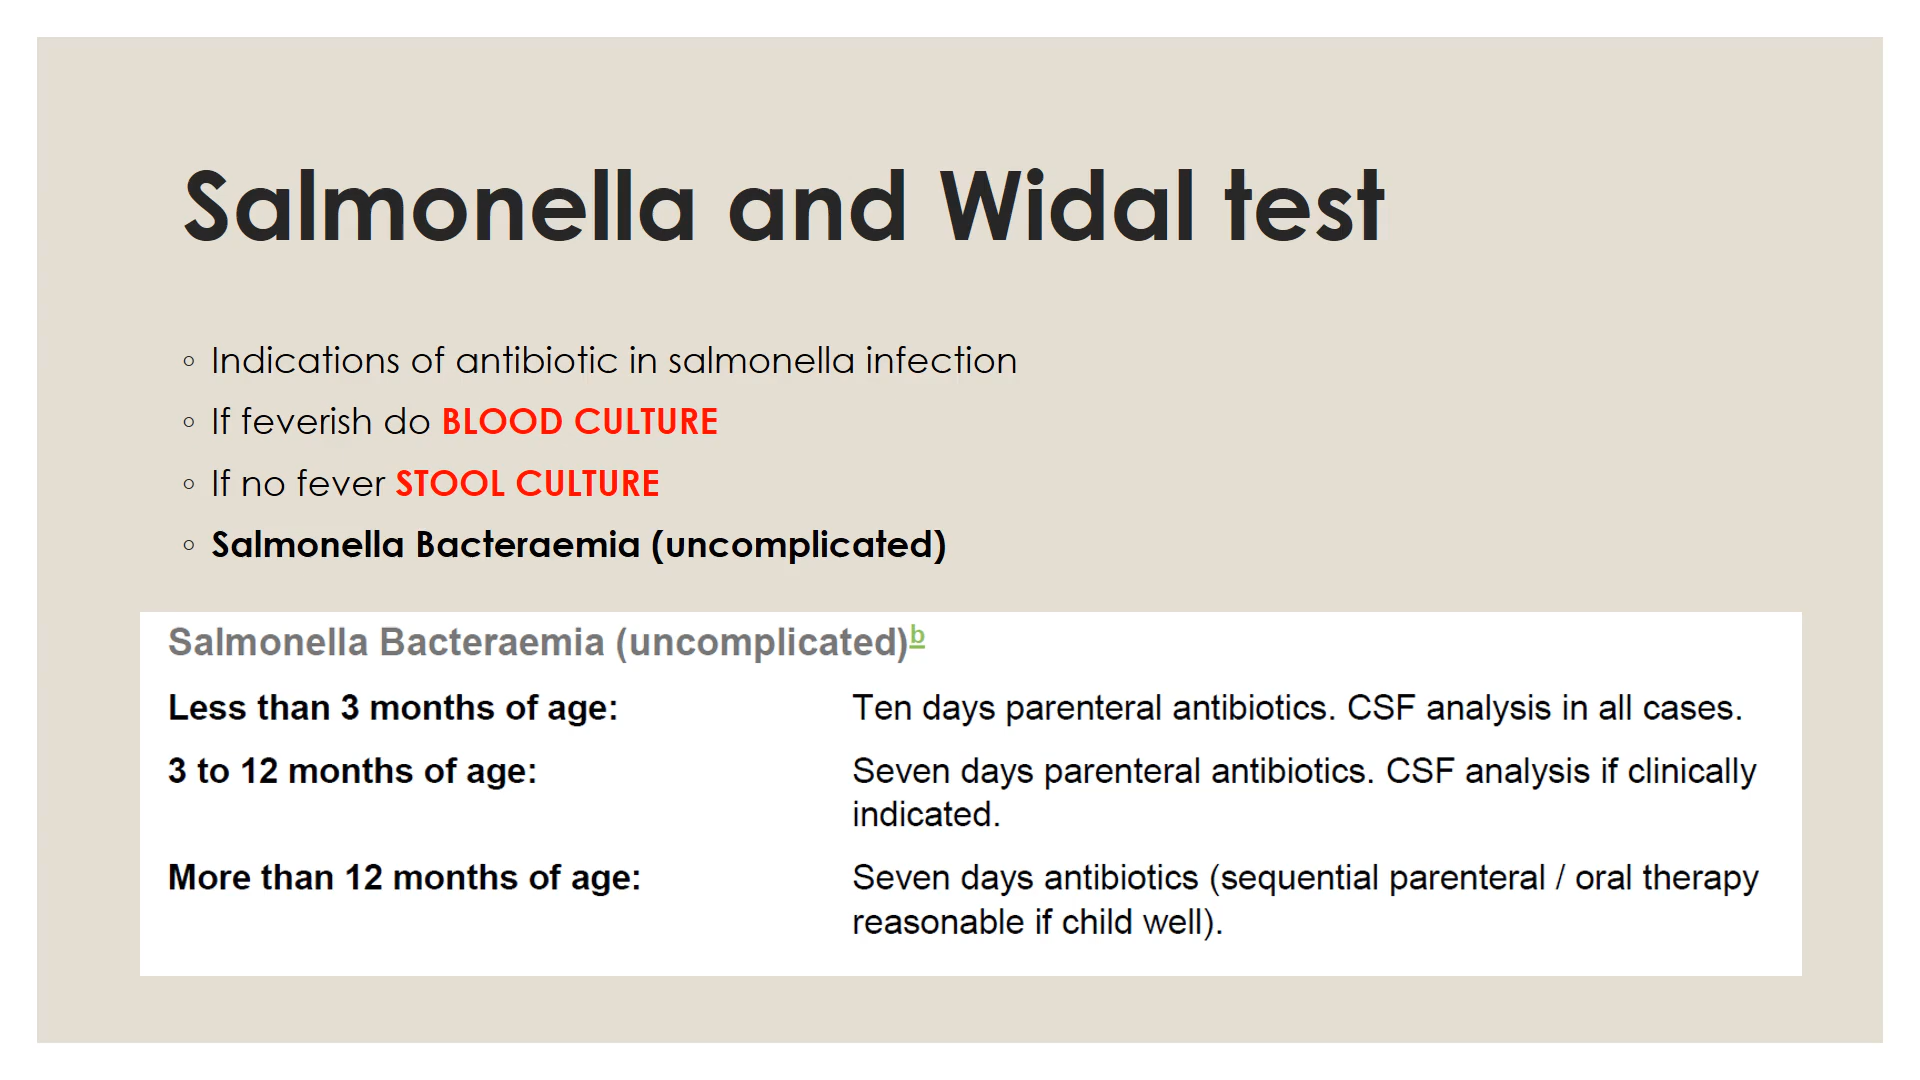 Salmonella and Widal test
◦ Indications of antibiotic in salmonella infection
◦ If feverish do BLOOD CULTURE
◦ If no fever STOOL CULTURE
◦ Salmonella Bacteraemia (uncomplicated)
Salmonella Bacteraemia (uncomplicated)b
Less than 3 months of age: Ten days parenteral antibiotics. CSF analysis in all cases.
3 to 12 months of age: Seven days parenteral antibiotics. CSF analysis if clinically
indicated.
More than 12 months of age: Seven days antibiotics (sequential parenteral / oral therapy
reasonable if child well).